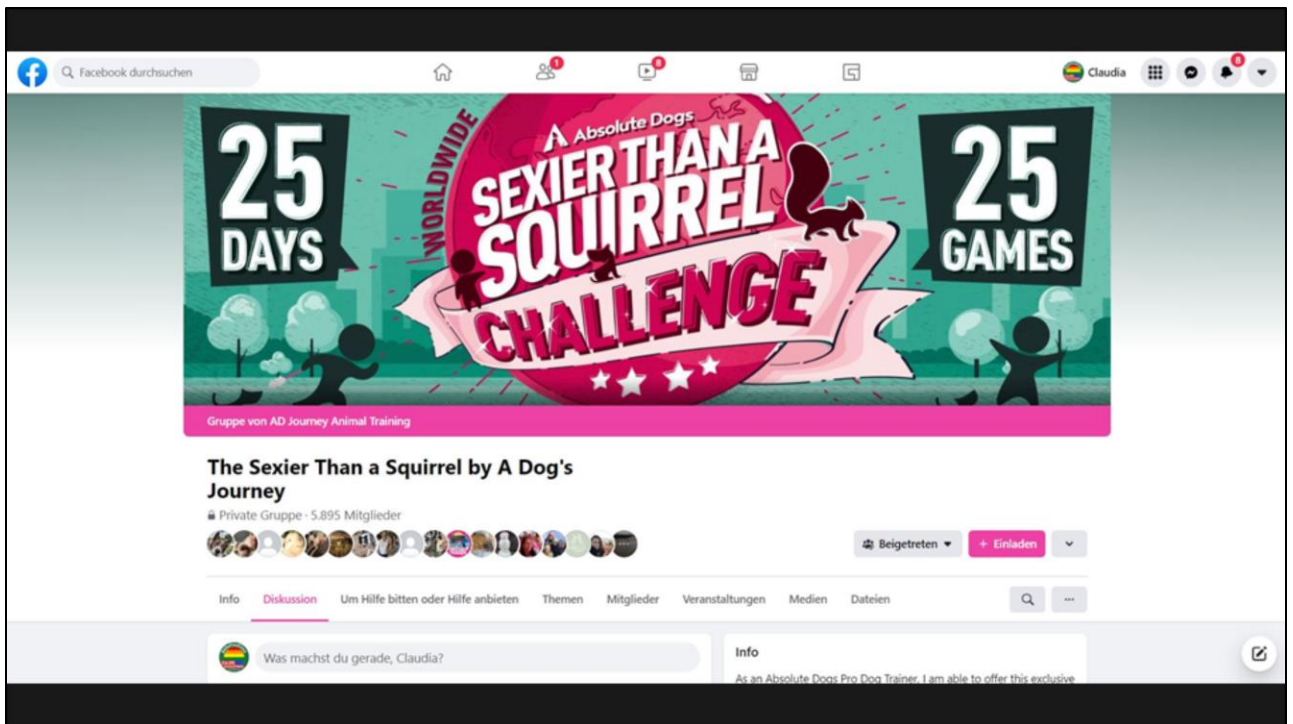 Facebook durchsuchen
1
8
Claudia
8
25
DAYS
WORLDWIDE
Absolute Dogs
SEXIER THAN A
SQUIRREL
CHALLENGE
25
GAMES
Gruppe von AD Journey Animal Training
The Sexier Than a Squirrel by A Dog's
Journey
Private Gruppe · 5.895 Mitglieder
Beigetreten
+ Einladen
Info
Diskussion
Um Hilfe bitten oder Hilfe anbieten
Themen
Mitglieder
Veranstaltungen
Medien
Dateien
Was machst du gerade, Claudia?
Info
As an Absolute Dogs Pro Dog Trainer, I am able to offer this exclusive